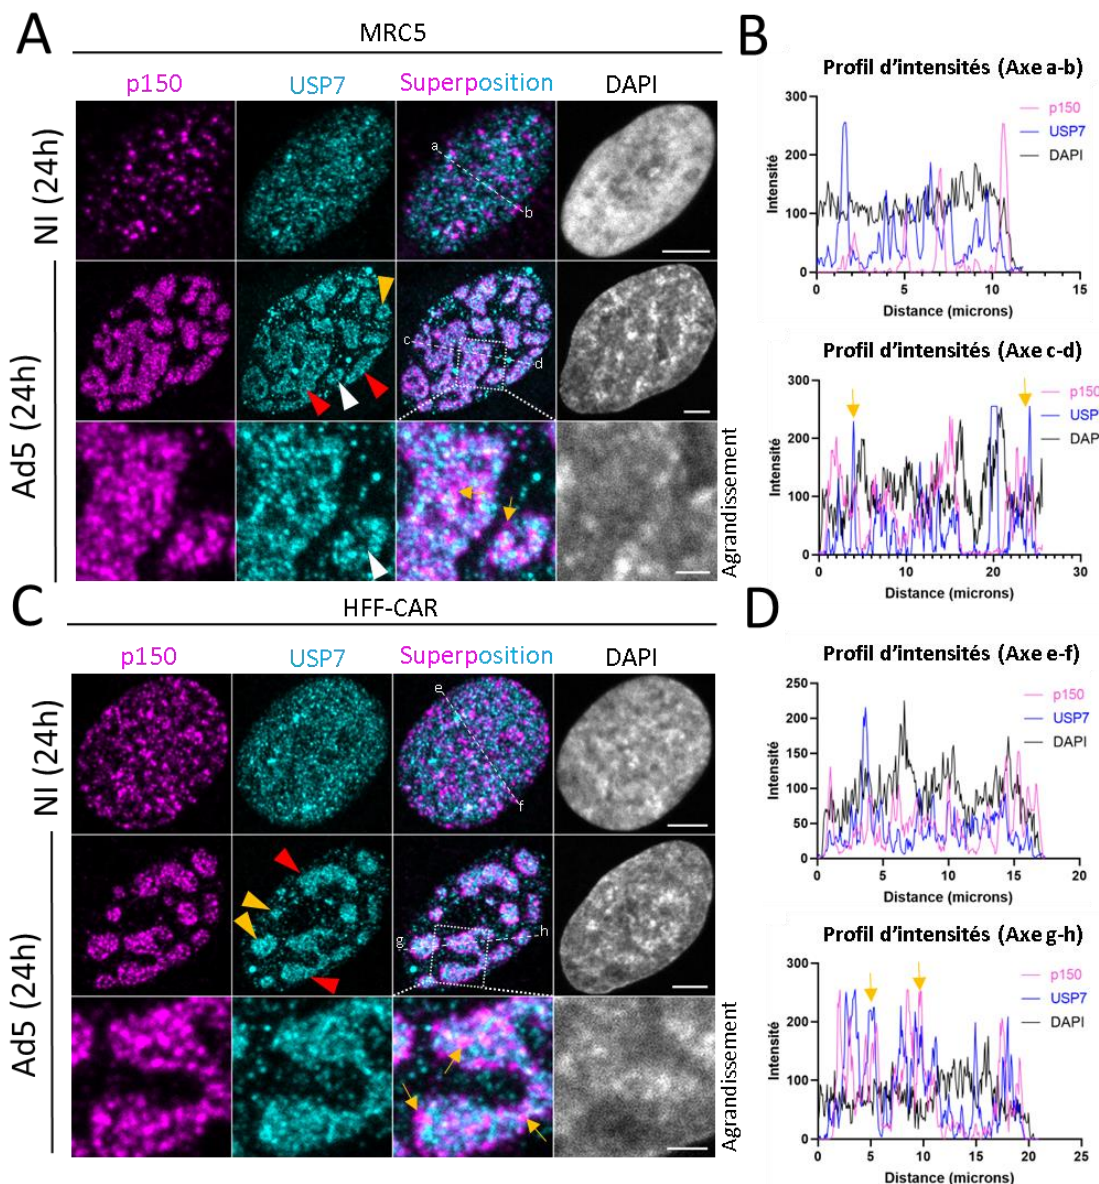 A
MRC5
p150 USP7 Superposition DAPI
NI (24h)
a
b
Ad5 (24h)
c
d
Agrandissement
B
Profil d'intensités (Axe a-b)
p150
USP7
DAPI
Intensité
300
200
100
0
0 5 10 15
Distance (microns)
Profil d'intensités (Axe c-d)
p150
USP
DAP
Intensité
300
200
100
0
0 10 20 30
Distance (microns)
C
HFF-CAR
p150 USP7 Superposition DAPI
NI (24h)
e
f
Ad5 (24h)
g
h
Agrandissement
D
Profil d'intensités (Axe e-f)
p150
USP7
DAPI
Intensité
250
200
150
100
50
0
0 5 10 15 20
Distance (microns)
Profil d'intensités (Axe g-h)
p150
USP7
DAPI
Intensité
300
200
100
0
0 5 10 15 20 25
Distance (microns)